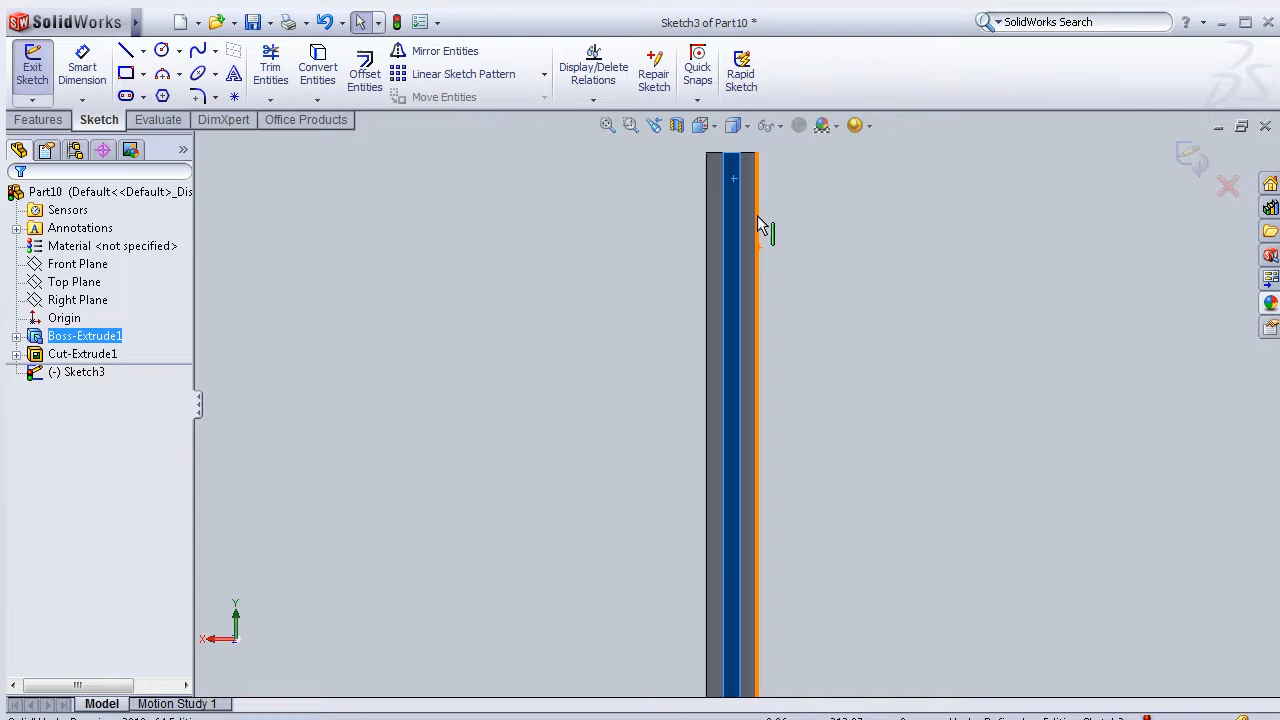 SolidWorks
Sketch3 of Part10 *
SolidWorks Search
?
Exit Sketch
Smart Dimension
Trim Entities
Convert Entities
Offset Entities
Mirror Entities
Linear Sketch Pattern
Move Entities
Display/Delete Relations
Repair Sketch
Quick Snaps
Rapid Sketch
Features
Sketch
Evaluate
DimXpert
Office Products
Part10 (Default<<Default>_Dis
Sensors
Annotations
Material <not specified>
Front Plane
Top Plane
Right Plane
Origin
Boss-Extrude1
Cut-Extrude1
(-) Sketch3
Y
X
Model
Motion Study 1